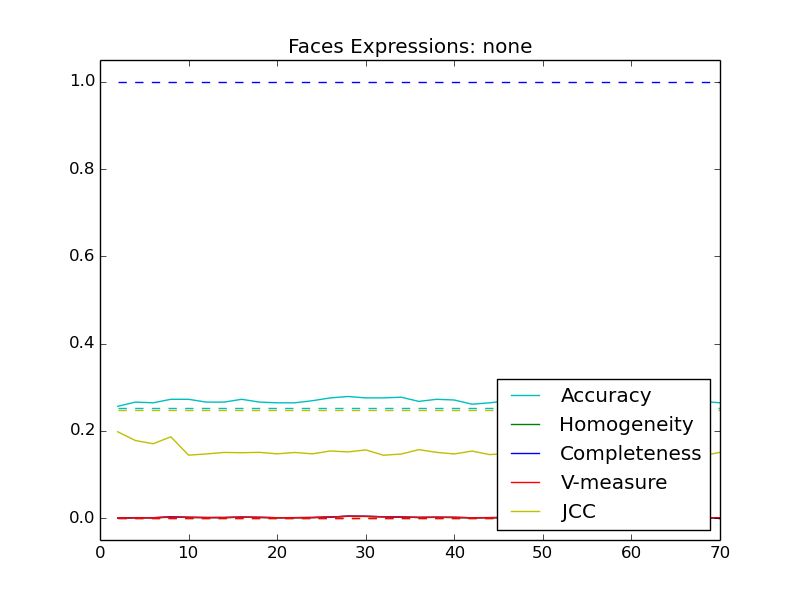 Faces Expressions: none
1.0
0.8
0.6
0.4
0.2
0.0
Accuracy
Homogeneity
Completeness
V-measure
JCC
0 10 20 30 40 50 60 70